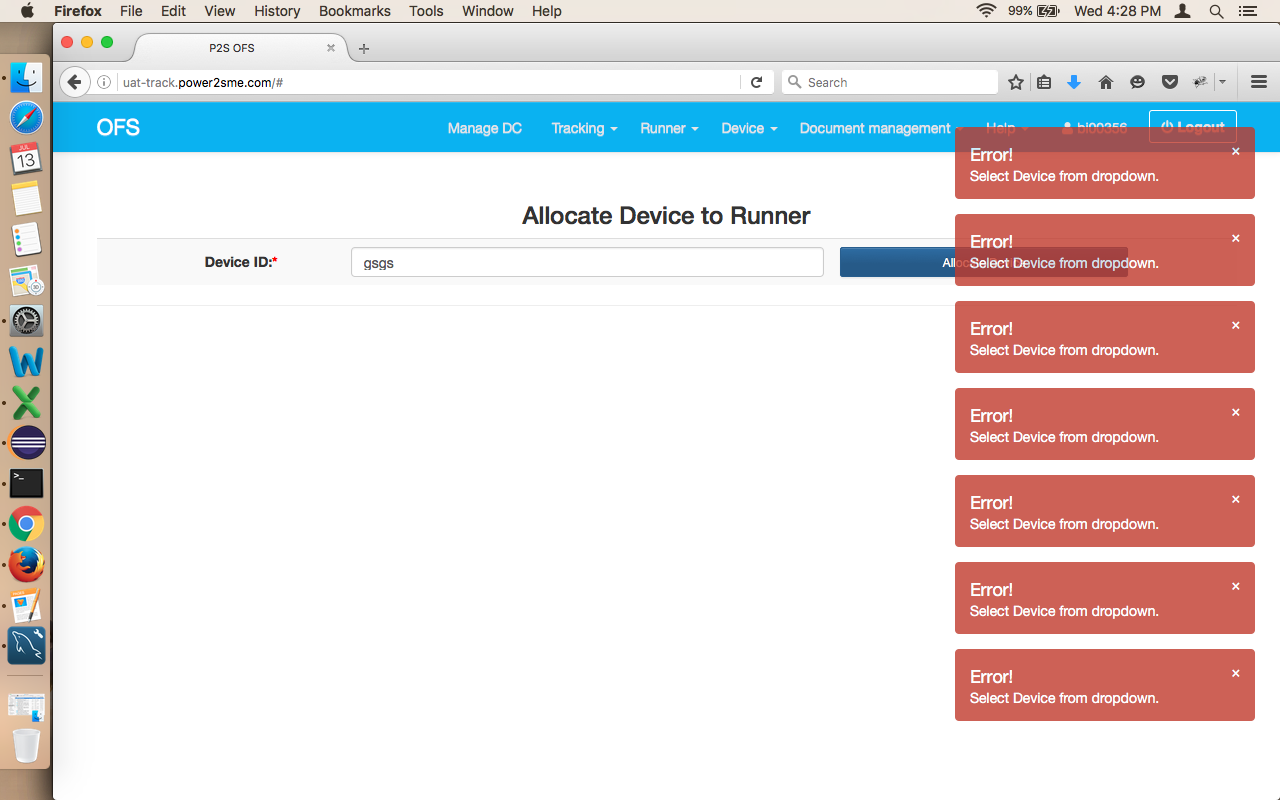 Firefox File Edit View History Bookmarks Tools Window Help 99% Wed 4:28 PM
P2S OFS
uat-track.power2sme.com/# Search
OFS Manage DC Tracking Runner Device Document management Help bl00356 Logout
JUL
13
Allocate Device to Runner
Device ID:* gsgs
Error!
Select Device from dropdown.
Error!
Select Device from dropdown.
Error!
Select Device from dropdown.
Error!
Select Device from dropdown.
Error!
Select Device from dropdown.
Error!
Select Device from dropdown.
Error!
Select Device from dropdown.